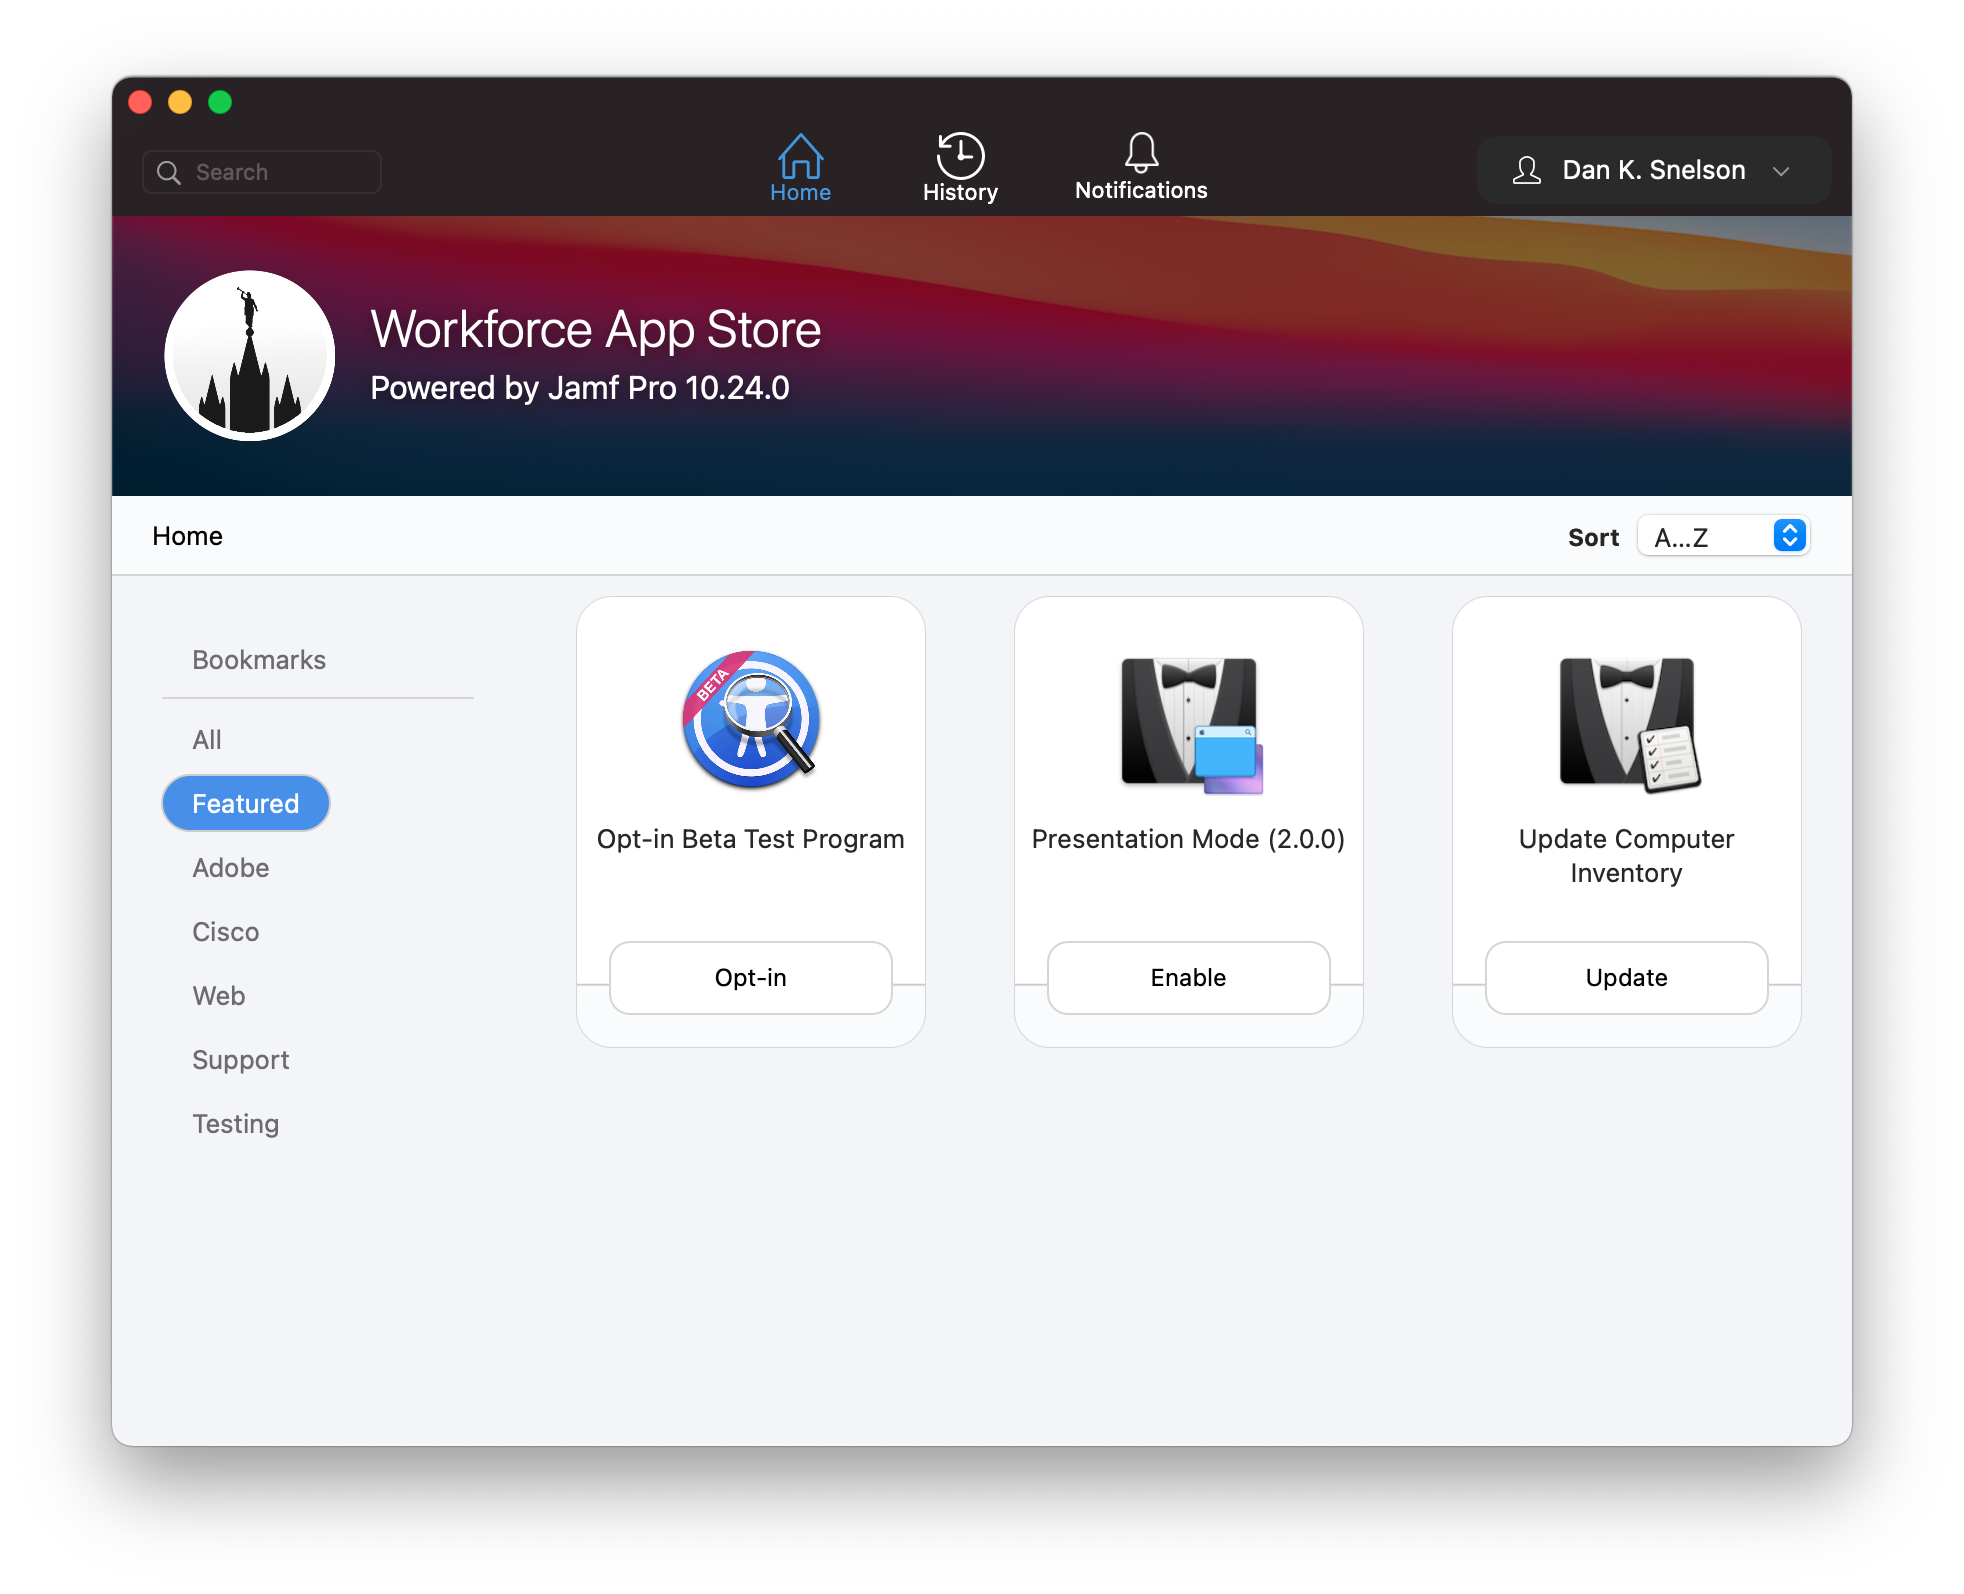 Search
Home
History
Notifications
Dan K. Snelson
Workforce App Store
Powered by Jamf Pro 10.24.0
Home
Sort
A...Z
Bookmarks
All
Featured
Adobe
Cisco
Web
Support
Testing
BETA
Opt-in Beta Test Program
Opt-in
Presentation Mode (2.0.0)
Enable
Update Computer
Inventory
Update